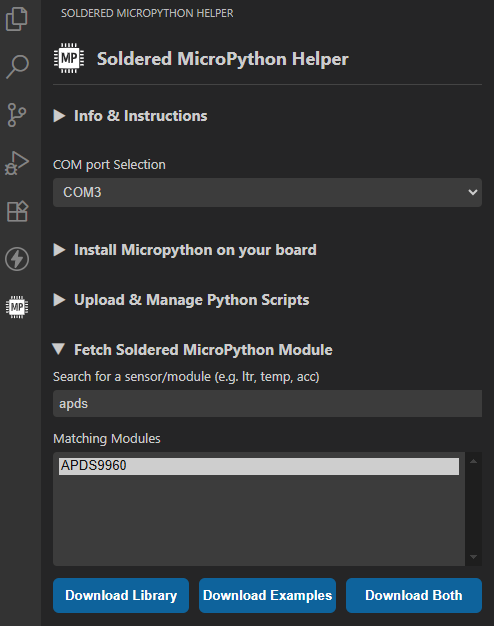 SOLDERED MICROPYTHON HELPER
MP Soldered MicroPython Helper
Info & Instructions
COM port Selection
COM3
Install Micropython on your board
Upload & Manage Python Scripts
MP
Fetch Soldered MicroPython Module
Search for a sensor/module (e.g. ltr, temp, acc)
apds
Matching Modules
APDS9960
Download Library Download Examples Download Both